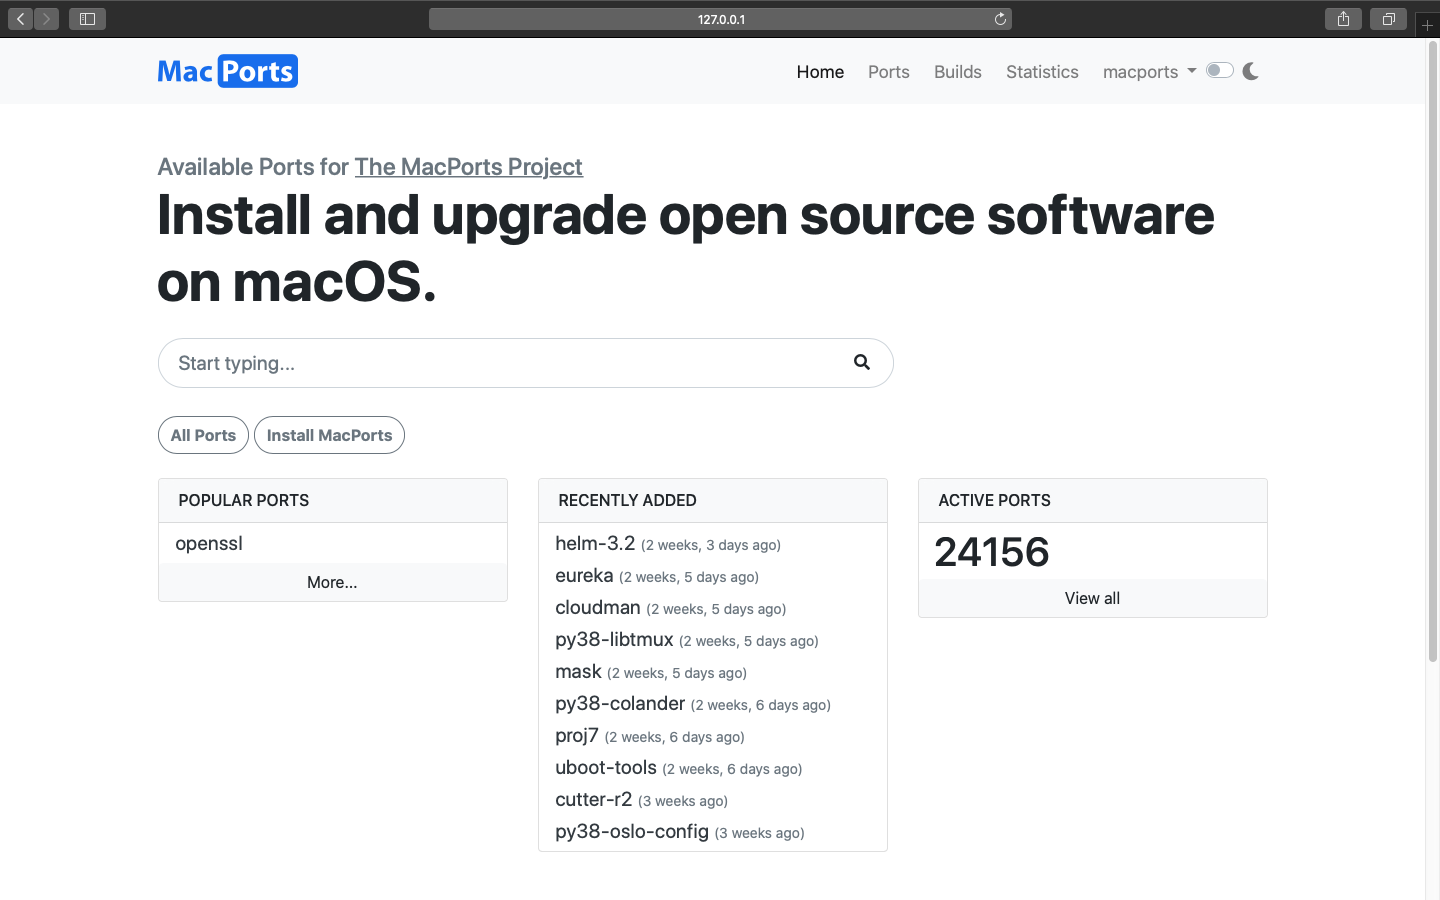 127.0.0.1
MacPorts
Home Ports Builds Statistics macports
Available Ports for The MacPorts Project
Install and upgrade open source software
on macOS.
Start typing...
All Ports Install MacPorts
POPULAR PORTS
openssl
More...
RECENTLY ADDED
helm-3.2 (2 weeks, 3 days ago)
eureka (2 weeks, 5 days ago)
cloudman (2 weeks, 5 days ago)
py38-libtmux (2 weeks, 5 days ago)
mask (2 weeks, 5 days ago)
py38-colander (2 weeks, 6 days ago)
proj7 (2 weeks, 6 days ago)
uboot-tools (2 weeks, 6 days ago)
cutter-r2 (3 weeks ago)
py38-oslo-config (3 weeks ago)
ACTIVE PORTS
24156
View all